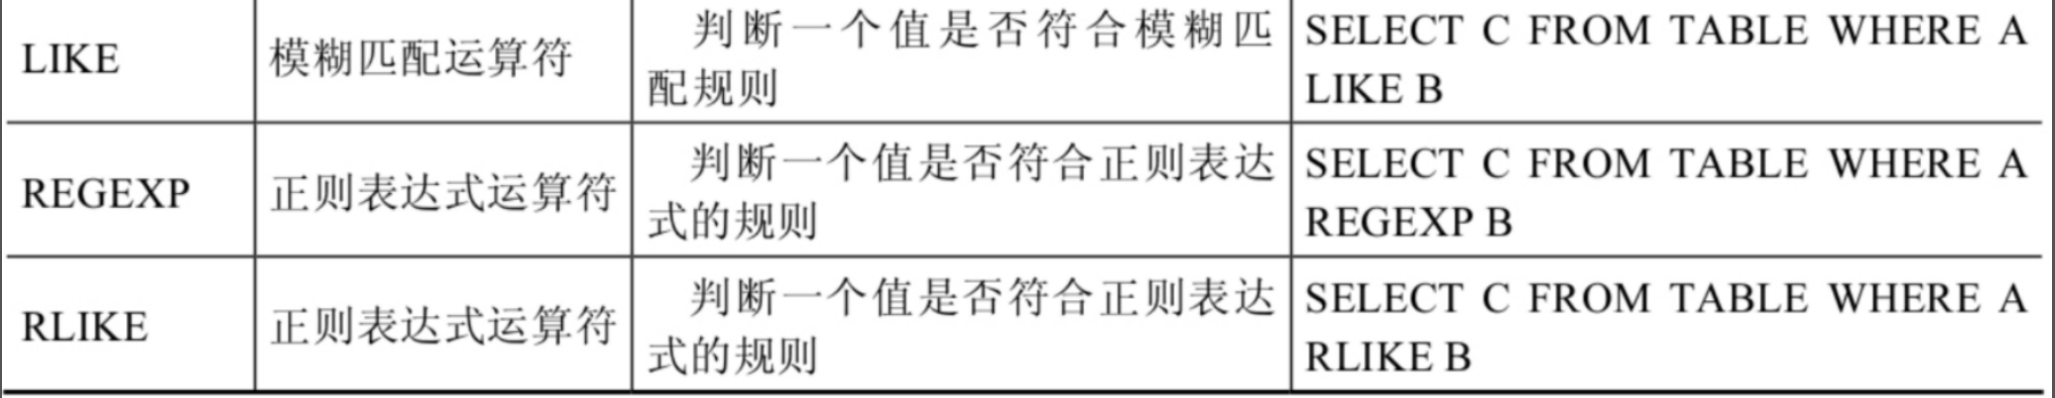 LIKE
模糊匹配运算符
判断一个值是否符合模糊匹
配规则
SELECT C FROM TABLE WHERE A
LIKE B
REGEXP
正则表达式运算符
判断一个值是否符合正则表达
式的规则
SELECT C FROM TABLE WHERE A
REGEXP B
RLIKE
正则表达式运算符
判断一个值是否符合正则表达
式的规则
SELECT C FROM TABLE WHERE A
RLIKE B